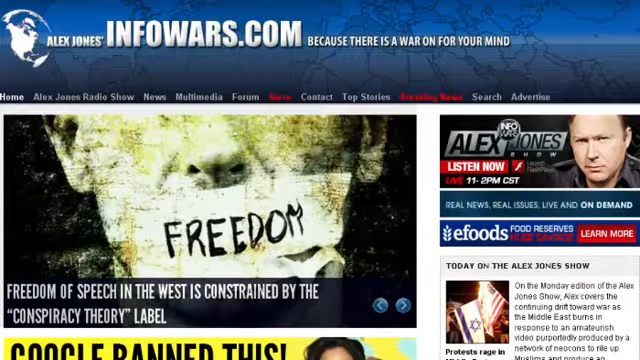 ALEX JONES' INFOWARS.COM BECAUSE THERE IS A WAR ON FOR YOUR MIND
Home Alex Jones Radio Show News Multimedia Forum Store Contact Top Stories Breaking News Search Advertise
FREEDOM
FREEDOM OF SPEECH IN THE WEST IS CONSTRAINED BY THE
"CONSPIRACY THEORY" LABEL
GOOGLE BANNED THIS!
INFO
WARS
ALEX JONES
SHOW
LISTEN NOW Launch
FlashPlayer
LIVE 11- 2PM CST
REAL NEWS, REAL ISSUES, LIVE AND ON DEMAND
efoods FOOD RESERVES
LEARN MORE
TODAY ON THE ALEX JONES SHOW
On the Monday edition of the Alex
Jones Show, Alex covers the
continuing drift toward war as
the Middle East burns in
response to an amateurish
video purportedly produced by a
network of neocons to rile up
Muslims and produce an
Protests rage in